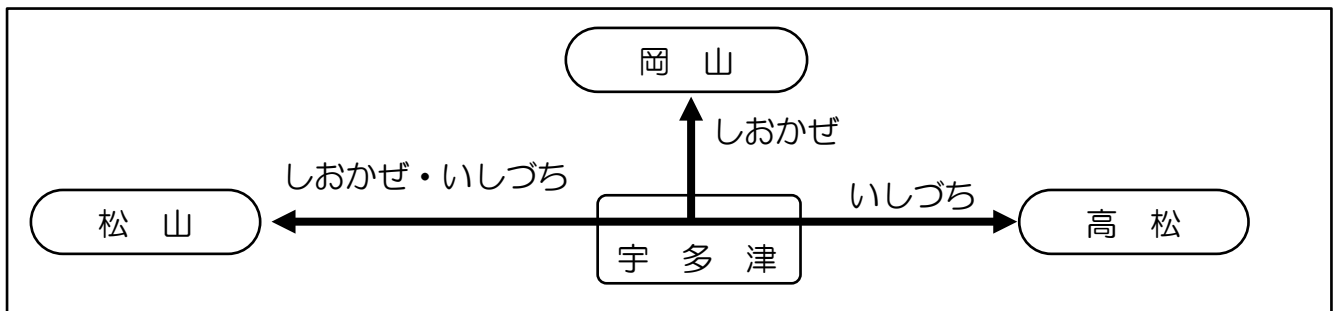 岡 山
しおかぜ
しおかぜ・いしづち
いしづち
松 山
高 松
宇 多 津